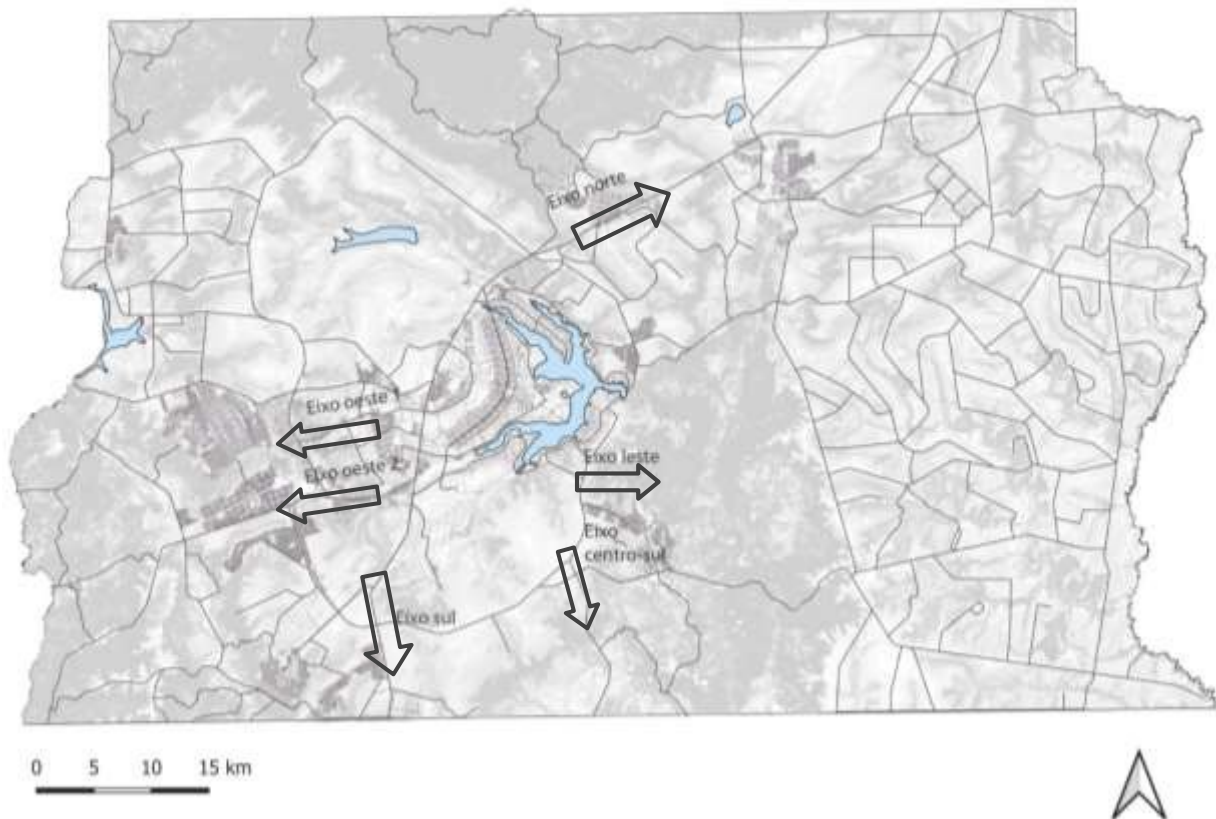 Eixo norte
Eixo oeste 1
Eixo oeste 2
Eixo leste
Eixo
centro-sul
Eixo sul
0 5 10 15 km